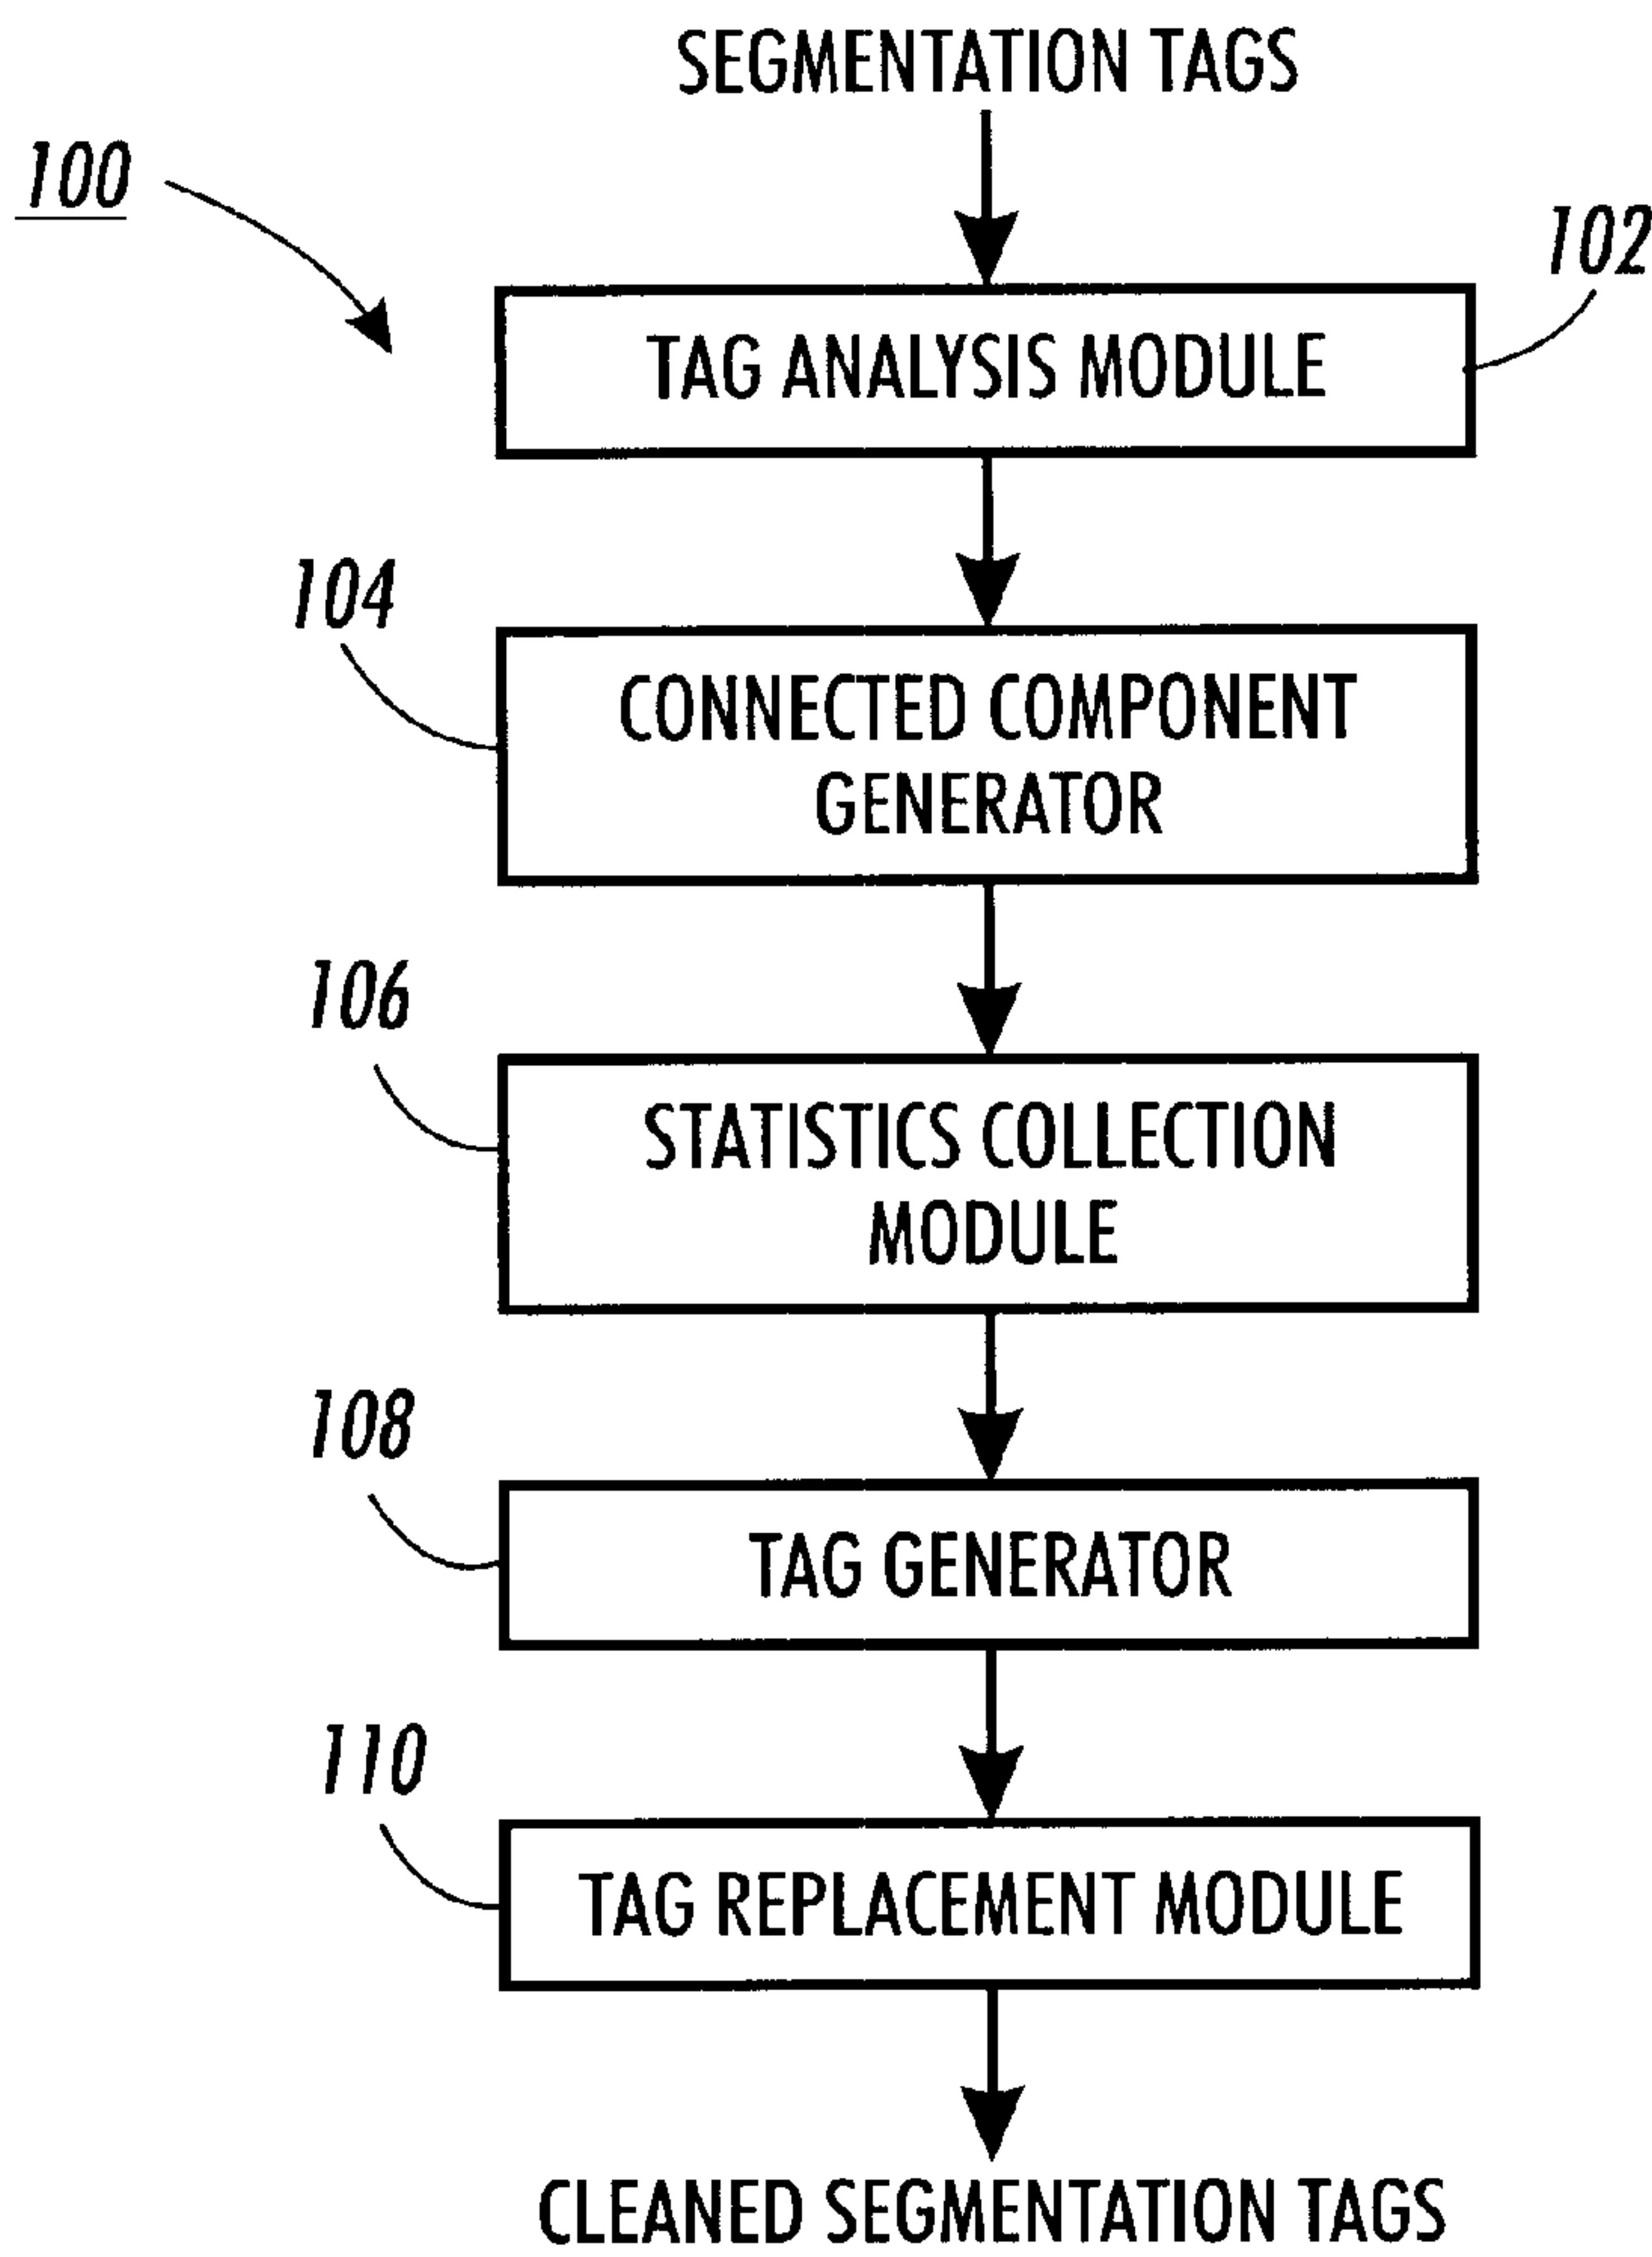 SEGMENTATION TAGS
100
102
TAG ANALYSIS MODULE
104
CONNECTED COMPONENT
GENERATOR
106
STATISTICS COLLECTION
MODULE
108
TAG GENERATOR
110
TAG REPLACEMENT MODULE
CLEANED SEGMENTATION TAGS